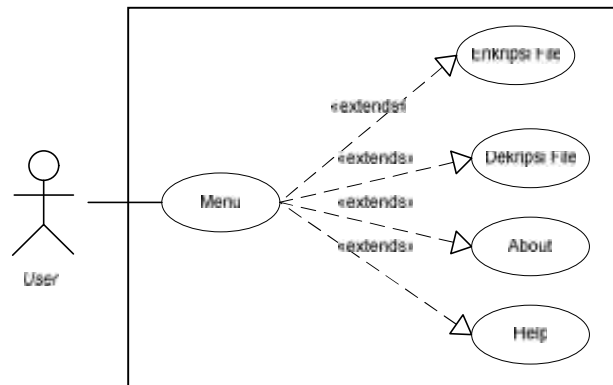 Enkripsi File
«extends»
«extends»
Dekripsi File
Menu
«extends»
«extends»
About
User
Help